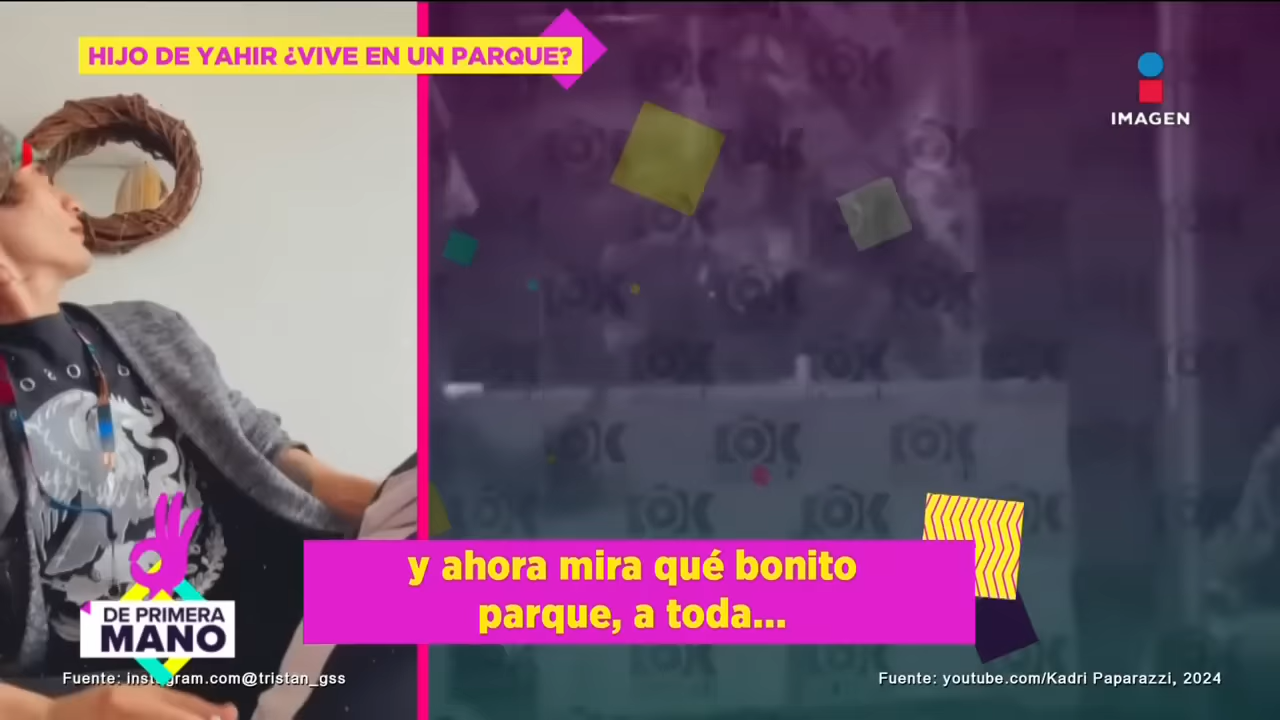 HIJO DE YAHIR ¿VIVE EN UN PARQUE?
IMAGEN
y ahora mira qué bonito
parque, a toda...
DE PRIMERA
MANO
Fuente: instagram.com@tristan_gss
Fuente: youtube.com/Kadri Paparazzi, 2024